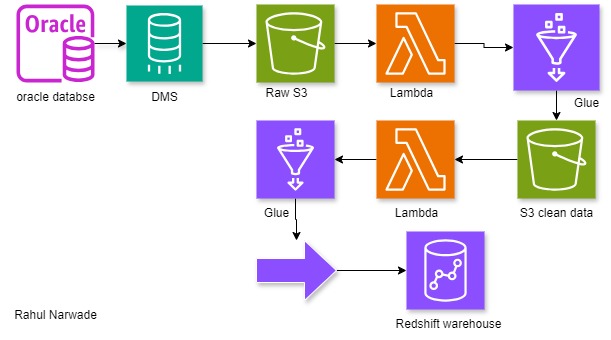 Oracle
oracle databse
DMS
Raw S3
Lambda
Glue
Glue
Lambda
S3 clean data
Redshift warehouse
Rahul Narwade